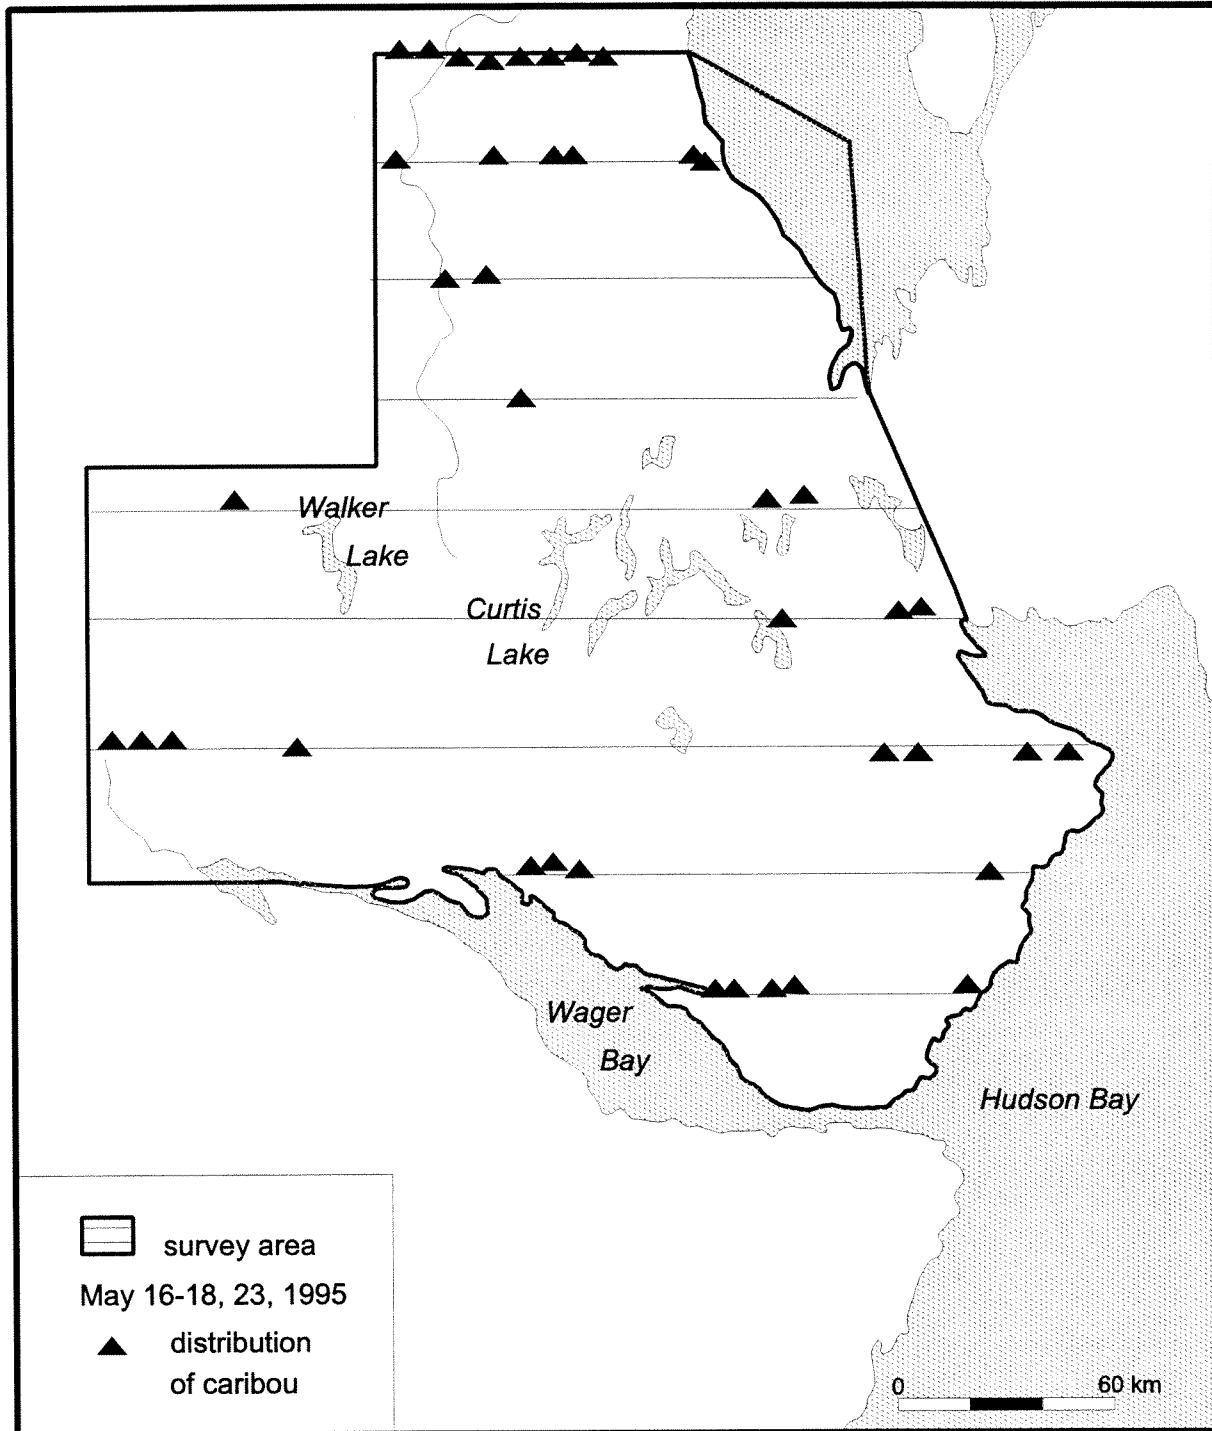 Walker
Lake
Curtis
Lake
Wager
Bay
Hudson Bay
survey area
May 16-18, 23, 1995
distribution
of caribou
0 60 km